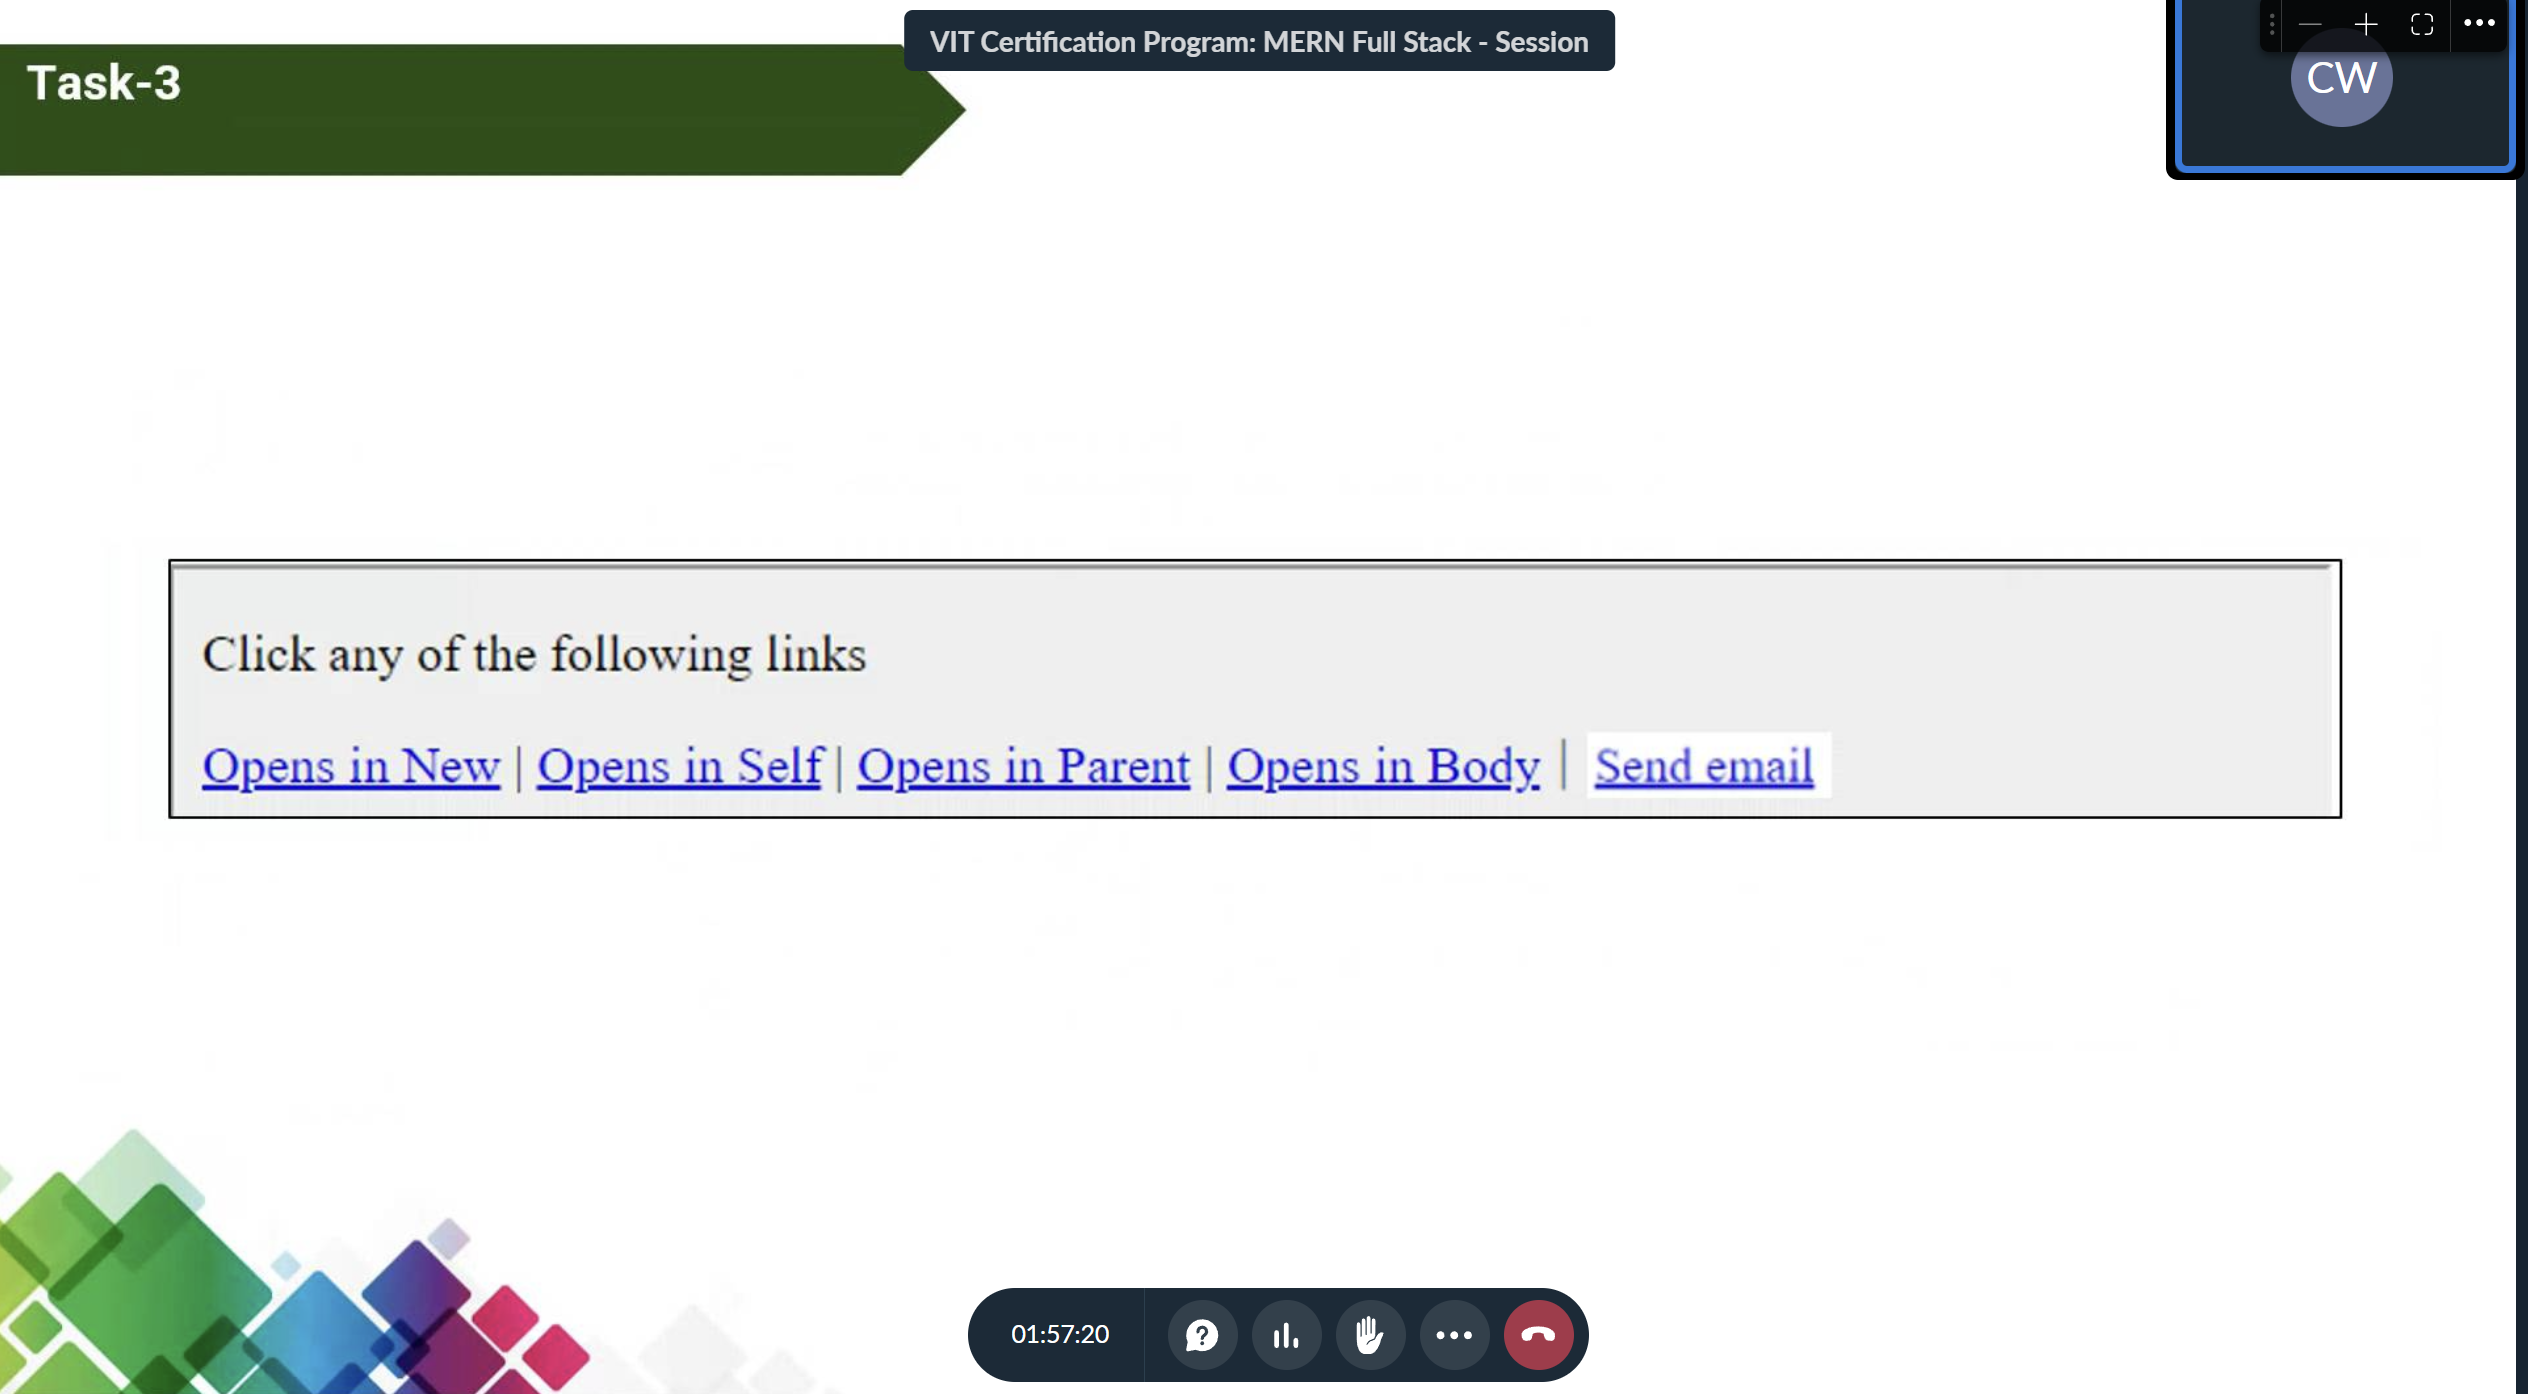 VIT Certification Program: MERN Full Stack - Session
CW
Task-3
Click any of the following links
Opens in New | Opens in Self | Opens in Parent | Opens in Body | Send email
01:57:20